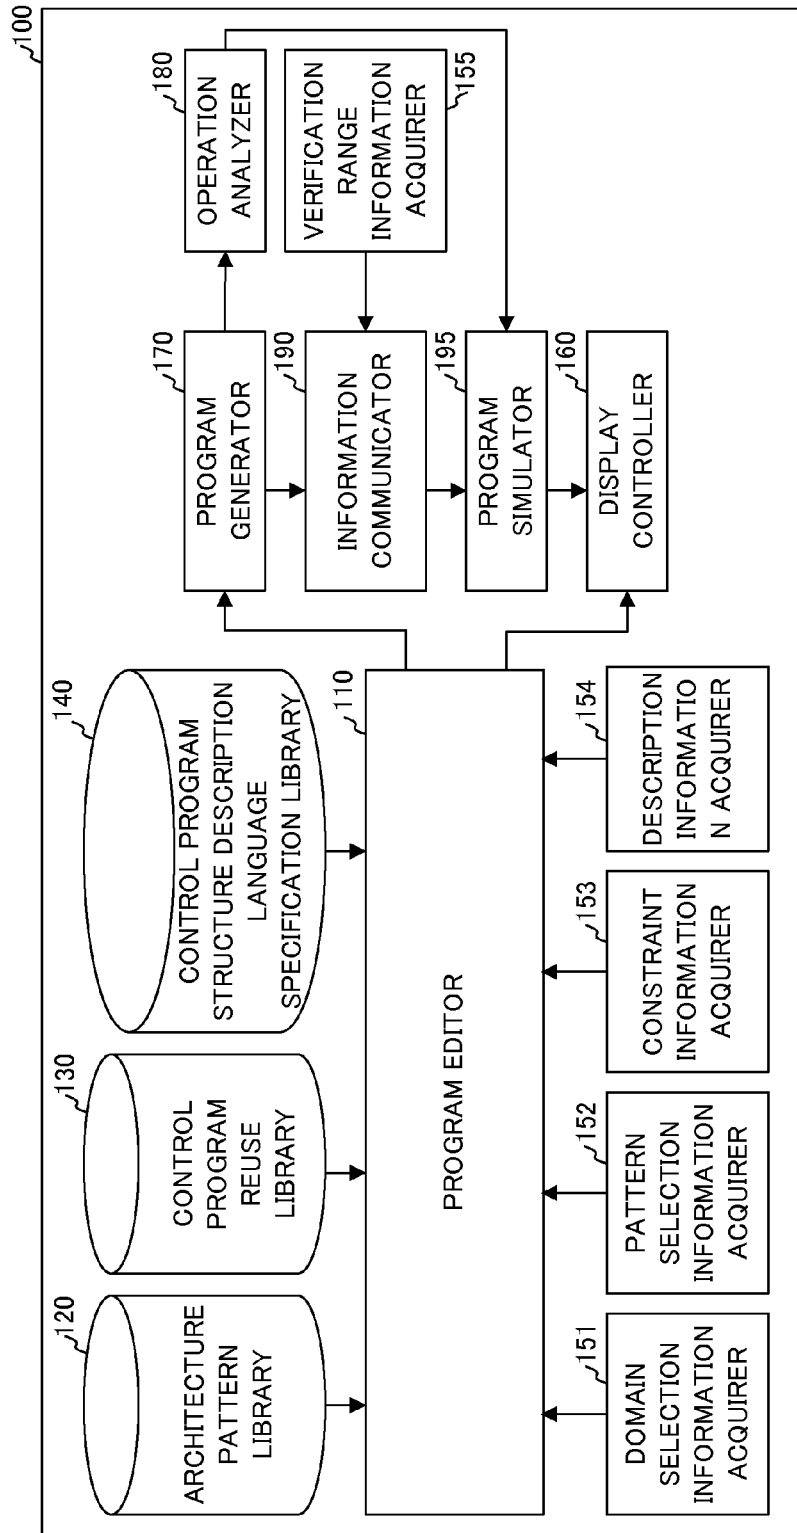 100
120
ARCHITECTURE
PATTERN
LIBRARY
130
CONTROL
PROGRAM
REUSE
LIBRARY
140
CONTROL PROGRAM
STRUCTURE DESCRIPTION
LANGUAGE
SPECIFICATION LIBRARY
110
PROGRAM EDITOR
151
DOMAIN
SELECTION
INFORMATION
ACQUIRER
152
PATTERN
SELECTION
INFORMATION
ACQUIRER
153
CONSTRAINT
INFORMATION
ACQUIRER
154
DESCRIPTION
INFORMATIO
N ACQUIRER
170
PROGRAM
GENERATOR
180
OPERATION
ANALYZER
190
INFORMATION
COMMUNICATOR
VERIFICATION
RANGE
INFORMATION
ACQUIRER
155
195
PROGRAM
SIMULATOR
160
DISPLAY
CONTROLLER